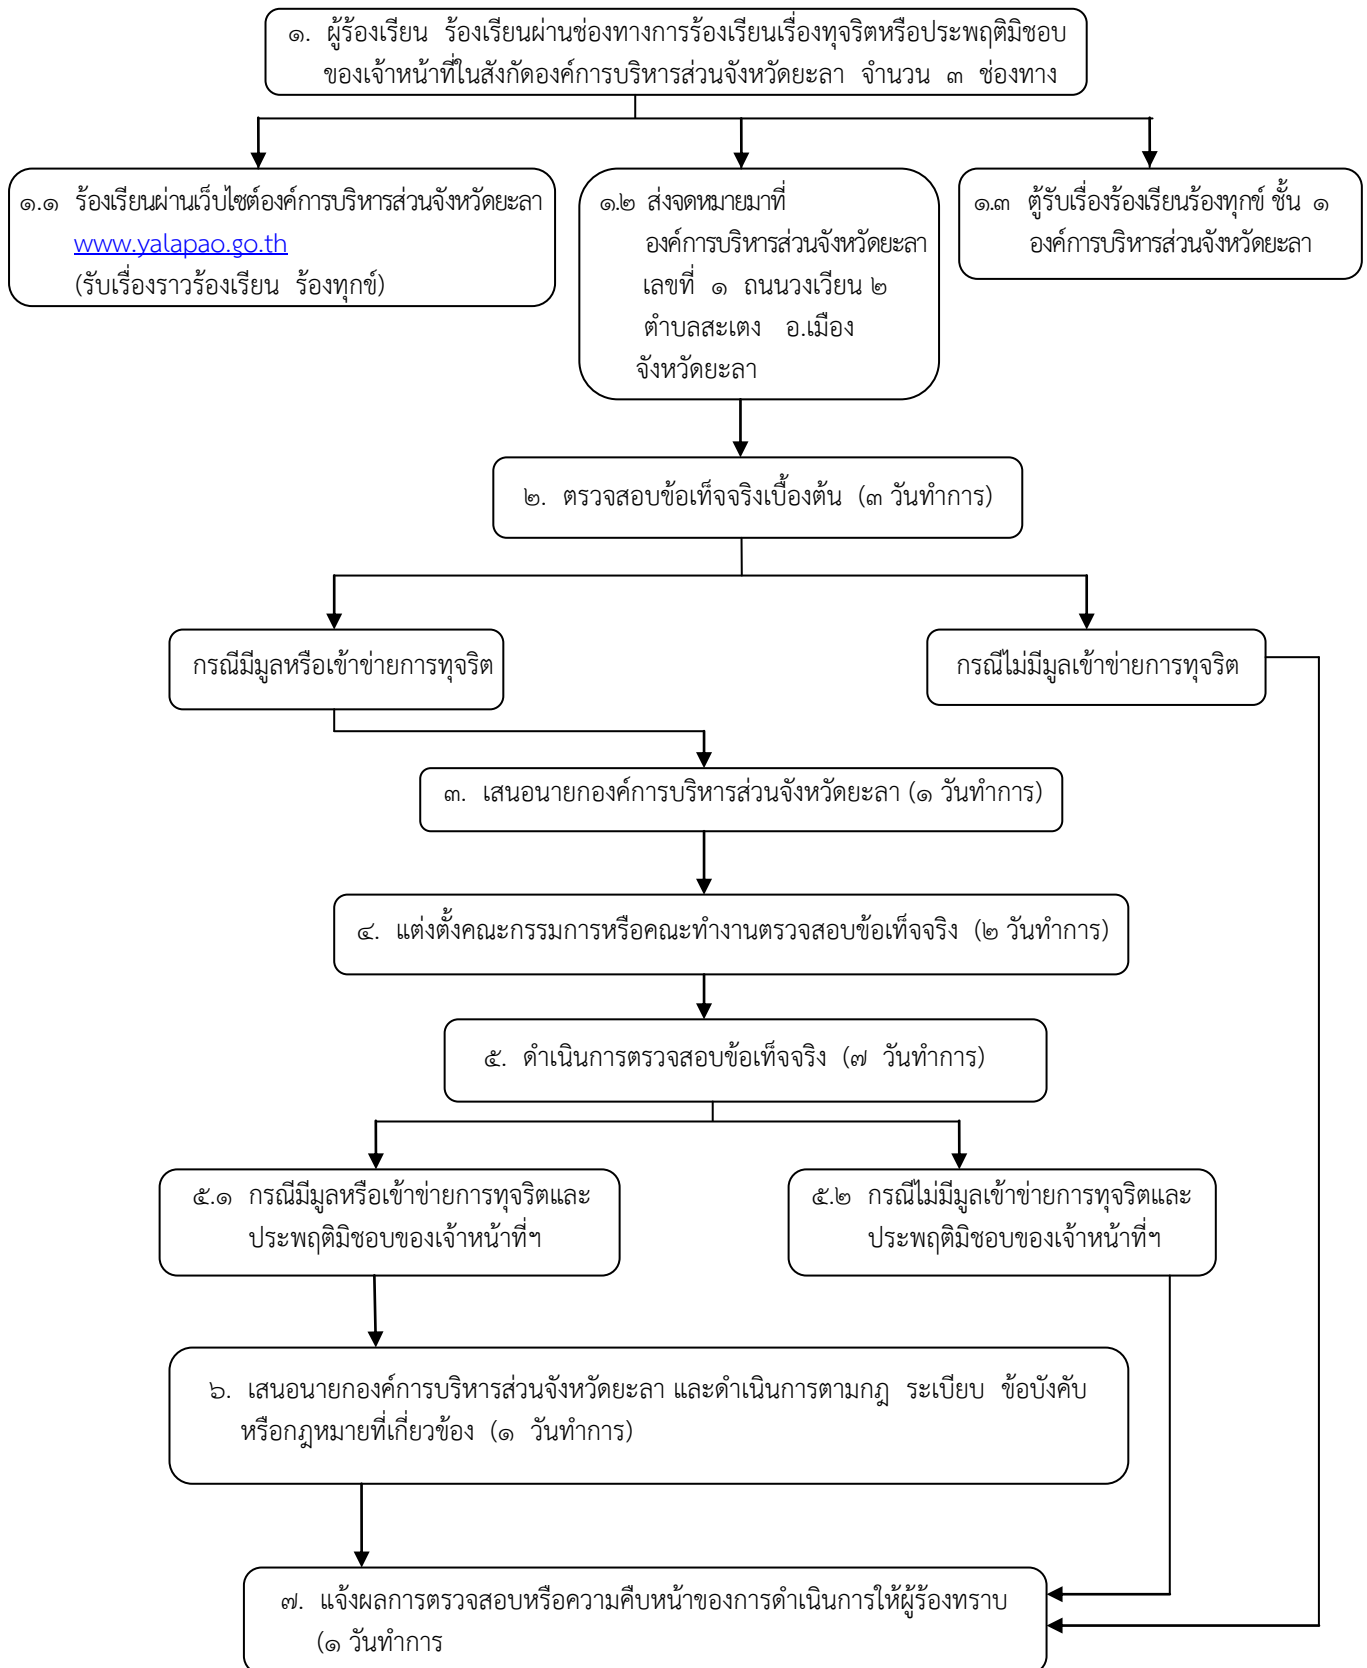 ๑. ผู้ร้องเรียน ร้องเรียนผ่านช่องทางการร้องเรียนเรื่องทุจริตหรือประพฤติมิชอบ
ของเจ้าหน้าที่ในสังกัดองค์การบริหารส่วนจังหวัดยะลา จำนวน ๓ ช่องทาง
๑.๑ ร้องเรียนผ่านเว็บไซต์องค์การบริหารส่วนจังหวัดยะลา
www.yalapao.go.th
(รับเรื่องราวร้องเรียน ร้องทุกข์)
๑.๒ ส่งจดหมายมาที่
องค์การบริหารส่วนจังหวัดยะลา
เลขที่ ๑ ถนนวงเวียน ๒
ตำบลสะเตง อ.เมือง
จังหวัดยะลา
๑.๓ ตู้รับเรื่องร้องเรียนร้องทุกข์ ชั้น ๑
องค์การบริหารส่วนจังหวัดยะลา
๒. ตรวจสอบข้อเท็จจริงเบื้องต้น (๓ วันทำการ)
กรณีมีมูลหรือเข้าข่ายการทุจริต
กรณีไม่มีมูลเข้าข่ายการทุจริต
๓. เสนอนายกองค์การบริหารส่วนจังหวัดยะลา (๑ วันทำการ)
๔. แต่งตั้งคณะกรรมการหรือคณะทำงานตรวจสอบข้อเท็จจริง (๒ วันทำการ)
๕. ดำเนินการตรวจสอบข้อเท็จจริง (๗ วันทำการ)
๕.๑ กรณีมีมูลหรือเข้าข่ายการทุจริตและ
ประพฤติมิชอบของเจ้าหน้าที่ฯ
๕.๒ กรณีไม่มีมูลเข้าข่ายการทุจริตและ
ประพฤติมิชอบของเจ้าหน้าที่ฯ
๖. เสนอนายกองค์การบริหารส่วนจังหวัดยะลา และดำเนินการตามกฎ ระเบียบ ข้อบังคับ
หรือกฎหมายที่เกี่ยวข้อง (๑ วันทำการ)
๗. แจ้งผลการตรวจสอบหรือความคืบหน้าของการดำเนินการให้ผู้ร้องทราบ
(๑ วันทำการ